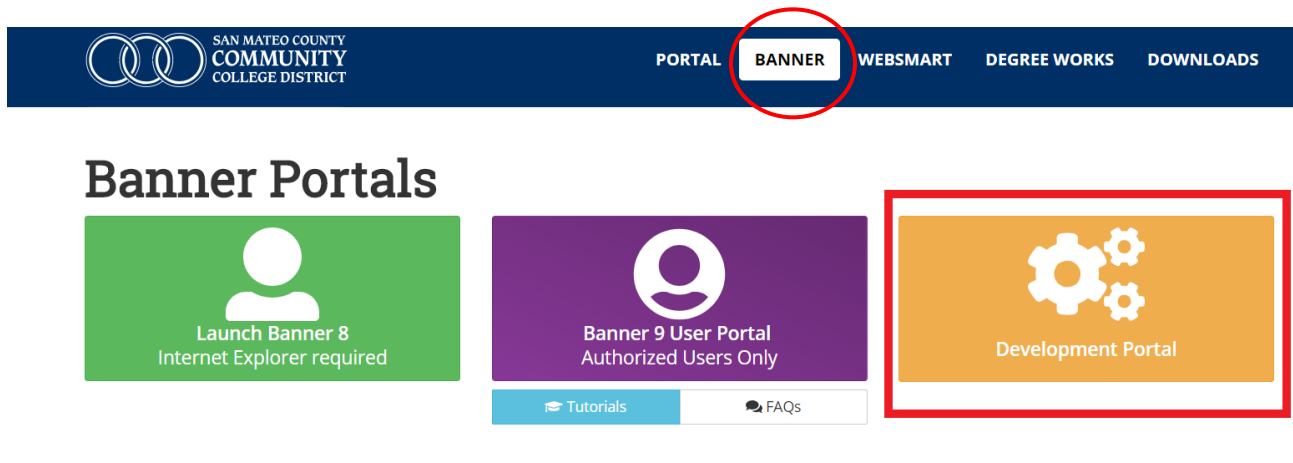 SAN MATEO COUNTY
COMMUNITY
COLLEGE DISTRICT
PORTAL BANNER WEBSMART DEGREE WORKS DOWNLOADS
Banner Portals
Launch Banner 8
Internet Explorer required
Banner 9 User Portal
Authorized Users Only
Development Portal
Tutorials
FAQs